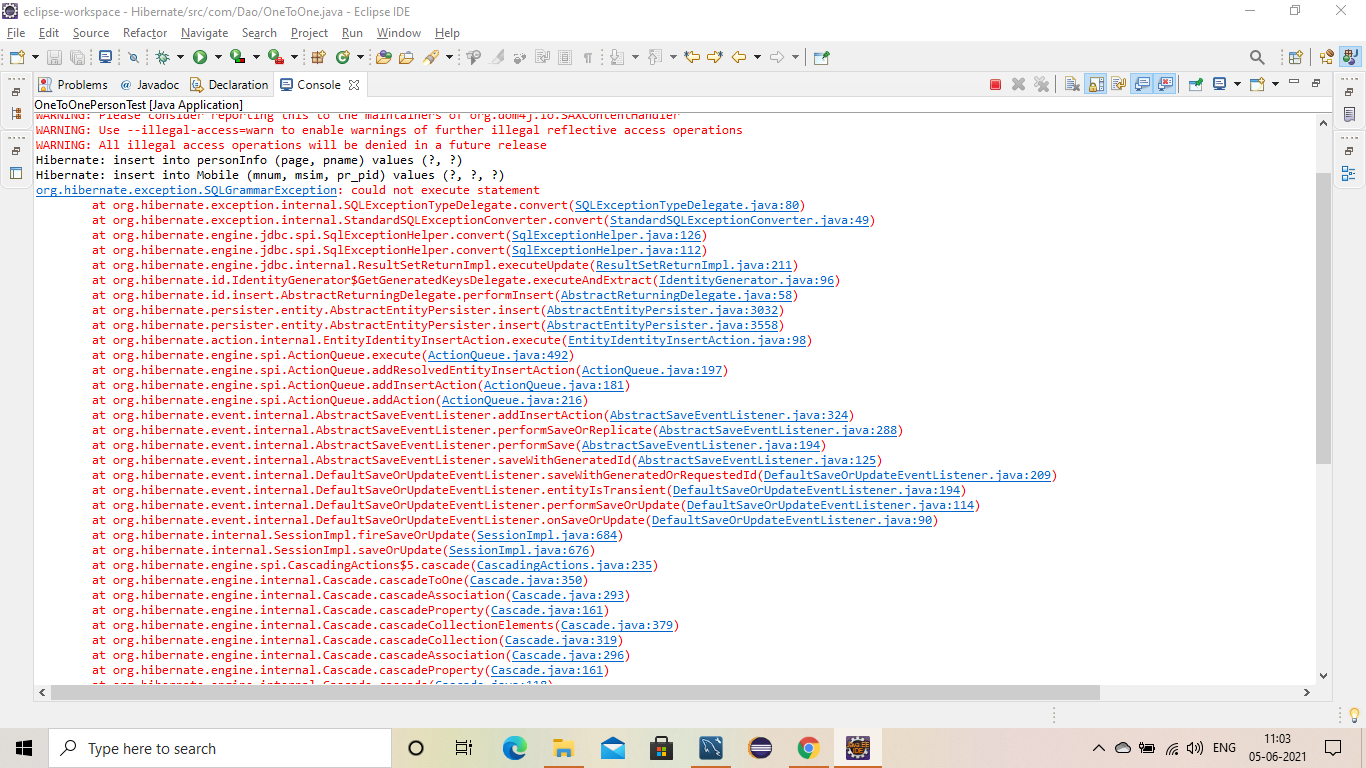 eclipse-workspace - Hibernate/src/com/Dao/OneToOne.java - Eclipse IDE
File Edit Source Refactor Navigate Search Project Run Window Help
Problems @ Javadoc Declaration Console
OneToOnePersonTest [Java Application]
WARNING: Please consider reporting this to the maintainers of org.dom4j.io.SAXContentHandler
WARNING: Use --illegal-access=warn to enable warnings of further illegal reflective access operations
WARNING: All illegal access operations will be denied in a future release
Hibernate: insert into personInfo (page, pname) values (?, ?)
Hibernate: insert into Mobile (mnum, msim, pr_pid) values (?, ?, ?)
org.hibernate.exception.SQLGrammarException: could not execute statement
at org.hibernate.exception.internal.SQLExceptionTypeDelegate.convert(SQLExceptionTypeDelegate.java:80)
at org.hibernate.exception.internal.StandardSQLExceptionConverter.convert(StandardSQLExceptionConverter.java:49)
at org.hibernate.engine.jdbc.spi.SqlExceptionHelper.convert(SqlExceptionHelper.java:126)
at org.hibernate.engine.jdbc.spi.SqlExceptionHelper.convert(SqlExceptionHelper.java:112)
at org.hibernate.engine.jdbc.internal.ResultSetReturnImpl.executeUpdate(ResultSetReturnImpl.java:211)
at org.hibernate.id.IdentityGenerator$GetGeneratedKeysDelegate.executeAndExtract(IdentityGenerator.java:96)
at org.hibernate.id.insert.AbstractReturningDelegate.performInsert(AbstractReturningDelegate.java:58)
at org.hibernate.persister.entity.AbstractEntityPersister.insert(AbstractEntityPersister.java:3032)
at org.hibernate.persister.entity.AbstractEntityPersister.insert(AbstractEntityPersister.java:3558)
at org.hibernate.action.internal.EntityIdentityInsertAction.execute(EntityIdentityInsertAction.java:98)
at org.hibernate.engine.spi.ActionQueue.execute(ActionQueue.java:492)
at org.hibernate.engine.spi.ActionQueue.addResolvedEntityInsertAction(ActionQueue.java:197)
at org.hibernate.engine.spi.ActionQueue.addInsertAction(ActionQueue.java:181)
at org.hibernate.engine.spi.ActionQueue.addAction(ActionQueue.java:216)
at org.hibernate.event.internal.AbstractSaveEventListener.addInsertAction(AbstractSaveEventListener.java:324)
at org.hibernate.event.internal.AbstractSaveEventListener.performSaveOrReplicate(AbstractSaveEventListener.java:288)
at org.hibernate.event.internal.AbstractSaveEventListener.performSave(AbstractSaveEventListener.java:194)
at org.hibernate.event.internal.AbstractSaveEventListener.saveWithGeneratedId(AbstractSaveEventListener.java:125)
at org.hibernate.event.internal.DefaultSaveOrUpdateEventListener.saveWithGeneratedOrRequestedId(DefaultSaveOrUpdateEventListener.java:209)
at org.hibernate.event.internal.DefaultSaveOrUpdateEventListener.entityIsTransient(DefaultSaveOrUpdateEventListener.java:194)
at org.hibernate.event.internal.DefaultSaveOrUpdateEventListener.performSaveOrUpdate(DefaultSaveOrUpdateEventListener.java:114)
at org.hibernate.event.internal.DefaultSaveOrUpdateEventListener.onSaveOrUpdate(DefaultSaveOrUpdateEventListener.java:90)
at org.hibernate.internal.SessionImpl.fireSaveOrUpdate(SessionImpl.java:684)
at org.hibernate.internal.SessionImpl.saveOrUpdate(SessionImpl.java:676)
at org.hibernate.engine.spi.CascadingActions$5.cascade(CascadingActions.java:235)
at org.hibernate.engine.internal.Cascade.cascadeToOne(Cascade.java:350)
at org.hibernate.engine.internal.Cascade.cascadeAssociation(Cascade.java:293)
at org.hibernate.engine.internal.Cascade.cascadeProperty(Cascade.java:161)
at org.hibernate.engine.internal.Cascade.cascadeCollectionElements(Cascade.java:379)
at org.hibernate.engine.internal.Cascade.cascadeCollection(Cascade.java:319)
at org.hibernate.engine.internal.Cascade.cascadeAssociation(Cascade.java:296)
at org.hibernate.engine.internal.Cascade.cascadeProperty(Cascade.java:161)
at org.hibernate.engine.internal.Cascade.cascade(Cascade.java:118)
Type here to search
ENG
11:03
05-06-2021